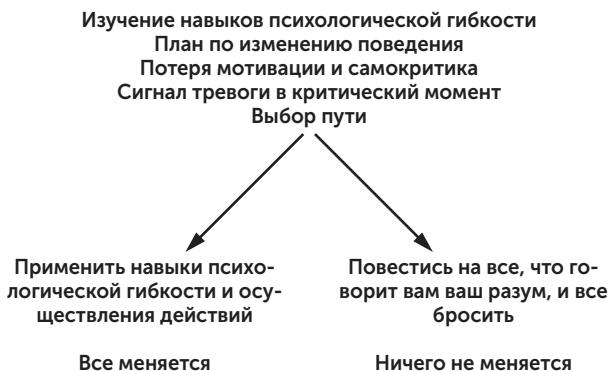 Изучение навыков психологической гибкости
План по изменению поведения
Потеря мотивации и самокритика
Сигнал тревоги в критический момент
Выбор пути
Применить навыки психо-
логической гибкости и осу-
ществления действий
Все меняется
Повестись на все, что го-
ворит вам ваш разум, и все
бросить
Ничего не меняется